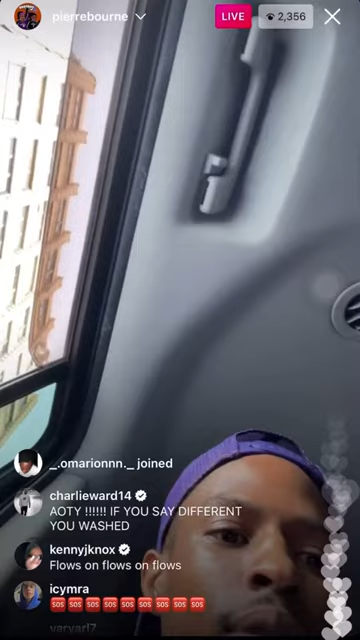 pierrebourne
LIVE
2,356
_.omarionnn._ joined
charlieward14
AOTY !!!!!! IF YOU SAY DIFFERENT
YOU WASHED
kennyjknox
Flows on flows on flows
icymra
🆘🆘🆘🆘🆘🆘🆘🆘🆘
yaryarl7